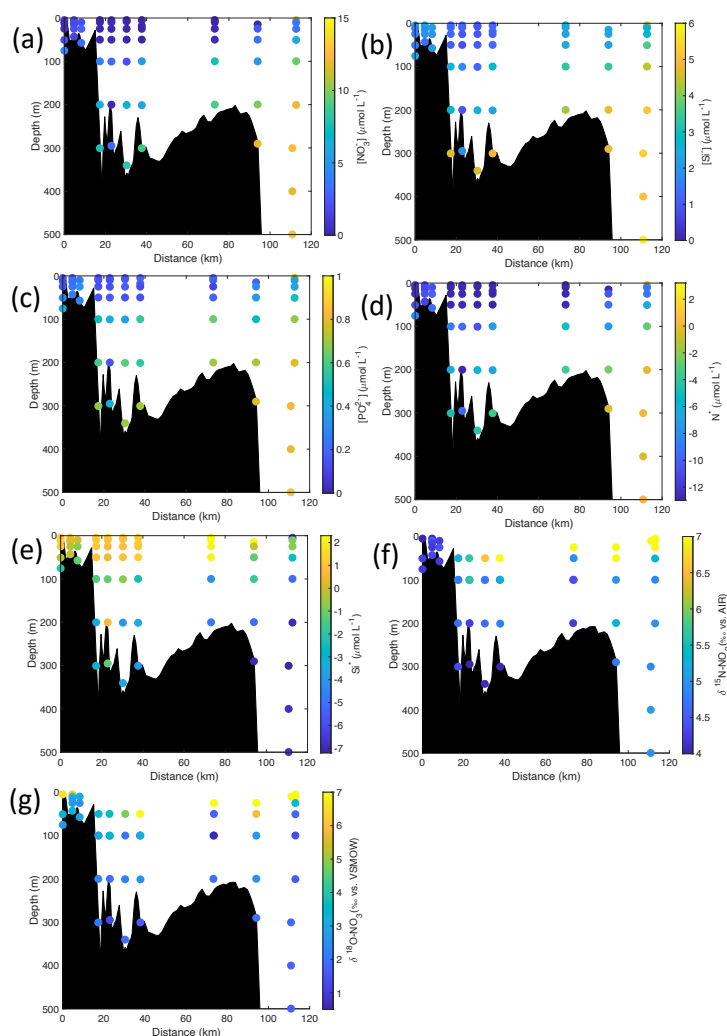 (a)
0
100
200
300
400
500
Depth (m)
0 20 40 60 80 100 120
Distance (km)
15
10
5
0
[NO3-] (μmol L-1)
(b)
0
100
200
300
400
500
Depth (m)
0 20 40 60 80 100 120
Distance (km)
6
5
4
3
2
1
0
[Si-] (μmol L-1)
(c)
0
100
200
300
400
500
Depth (m)
0 20 40 60 80 100 120
Distance (km)
1
0.8
0.6
0.4
0.2
0
[PO42-] (μmol L-1)
(d)
0
100
200
300
400
500
Depth (m)
0 20 40 60 80 100 120
Distance (km)
2
0
-2
-4
-6
-8
-10
-12
N* (μmol L-1)
(e)
0
100
200
300
400
500
Depth (m)
0 20 40 60 80 100 120
Distance (km)
2
1
0
-1
-2
-3
-4
-5
-6
-7
Si* (μmol L-1)
(f)
0
100
200
300
400
500
Depth (m)
0 20 40 60 80 100 120
Distance (km)
7
6.5
6
5.5
5
4.5
4
δ 15N-NO3(‰ vs. AIR)
(g)
0
100
200
300
400
500
Depth (m)
0 20 40 60 80 100 120
Distance (km)
7
6
5
4
3
2
1
δ 18O-NO3(‰ vs. VSMOW)